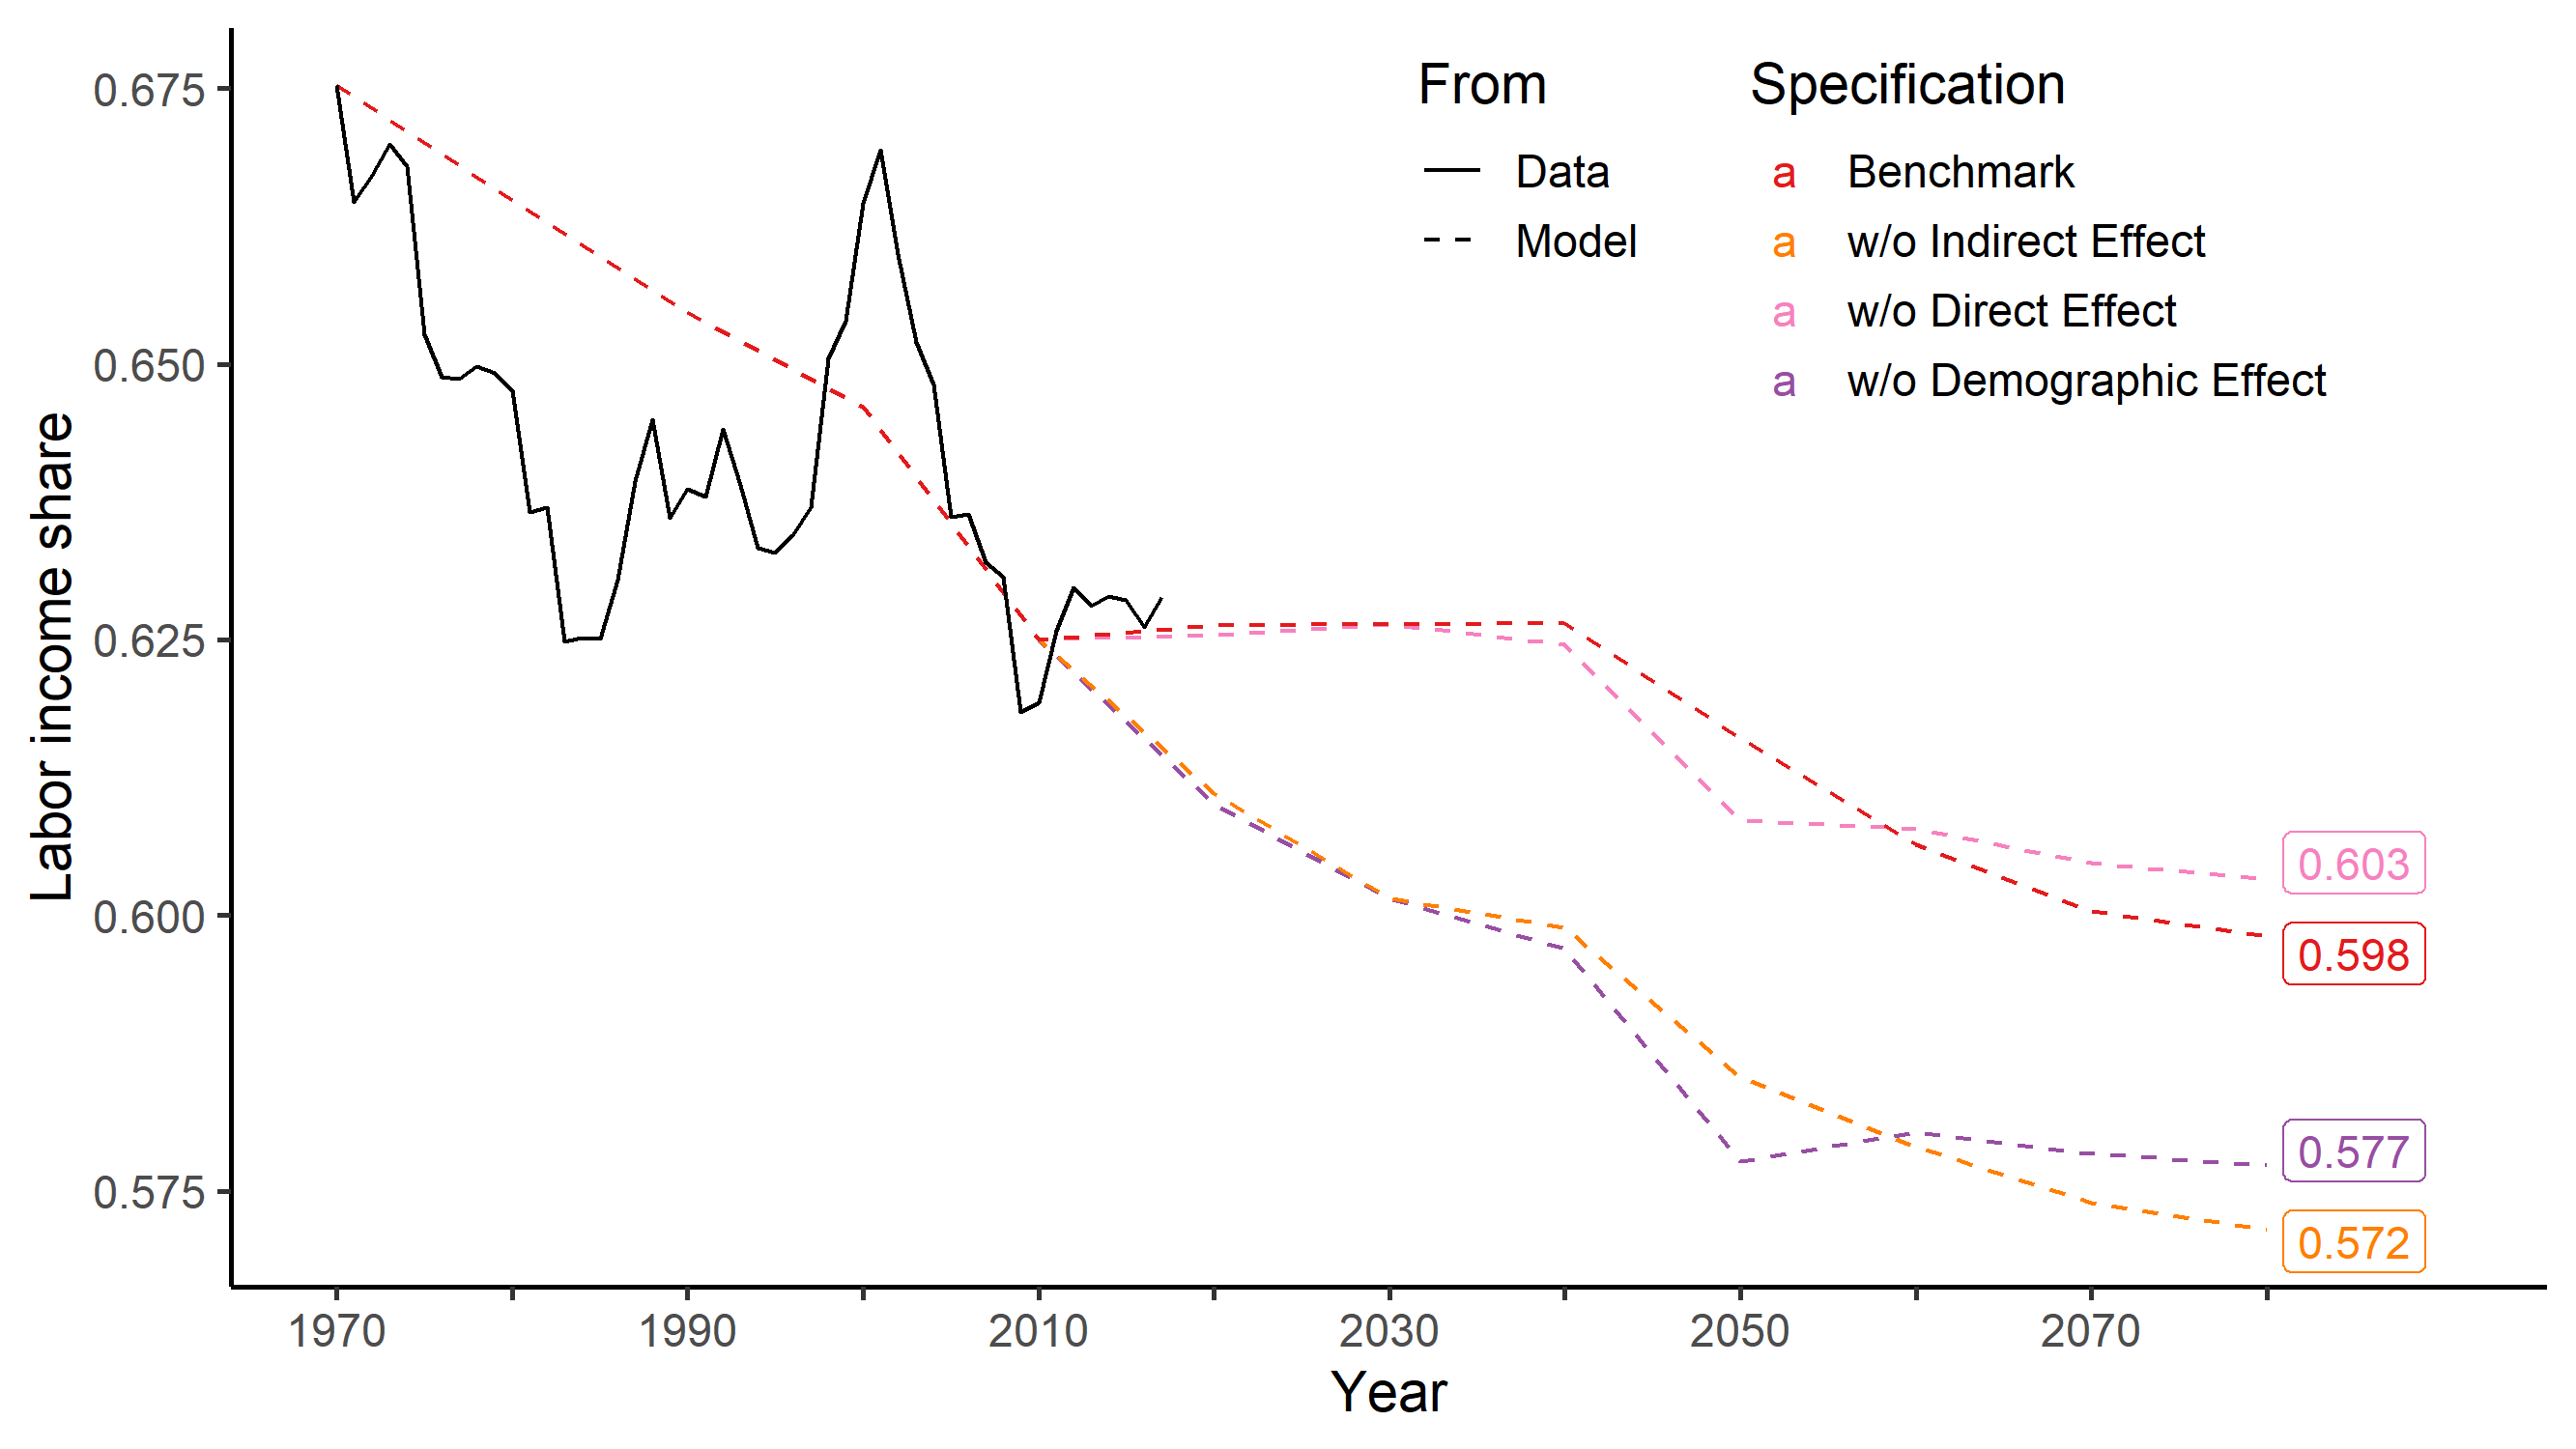 From
Data
Model
Specification
a Benchmark
a w/o Indirect Effect
a w/o Direct Effect
a w/o Demographic Effect
Labor income share
0.675
0.650
0.625
0.600
0.575
0.603
0.598
0.577
0.572
1970 1990 2010 2030 2050 2070
Year